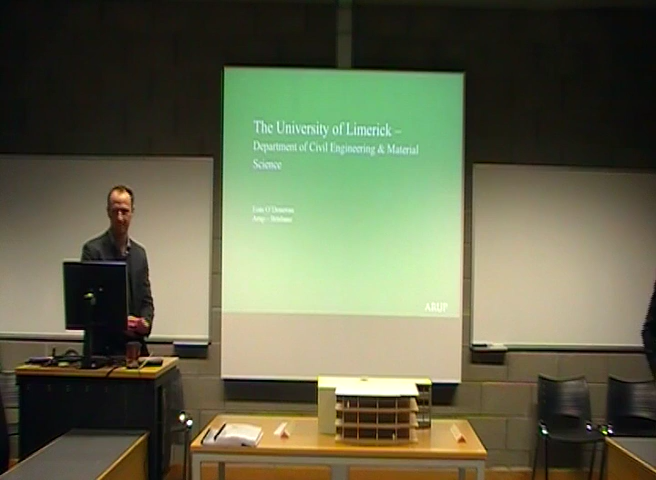 The University of Limerick –
Department of Civil Engineering & Material
Science
ARUP